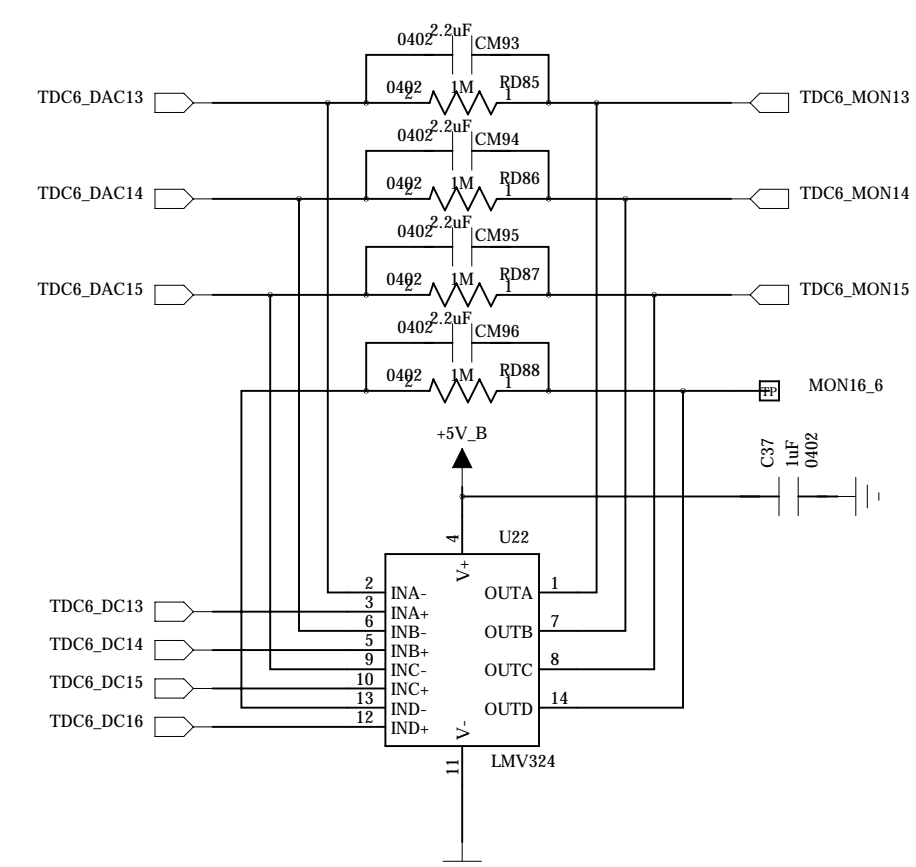 0402 2.2uF CM93
TDC6_DAC13 0402 2 1M RD85 1 TDC6_MON13
0402 2.2uF CM94
TDC6_DAC14 0402 2 1M RD86 1 TDC6_MON14
0402 2.2uF CM95
TDC6_DAC15 0402 2 1M RD87 1 TDC6_MON15
0402 2.2uF CM96
0402 2 1M RD88 1 TP MON16_6
+5V_B
C37
1uF
0402
4 U22
V+
2 INA- OUTA 1
TDC6_DC13 3 INA+
6 INB- OUTB 7
TDC6_DC14 5 INB+
9 INC- OUTC 8
TDC6_DC15 10 INC+
13 IND- OUTD 14
TDC6_DC16 12 IND+
V-
11 LMV324